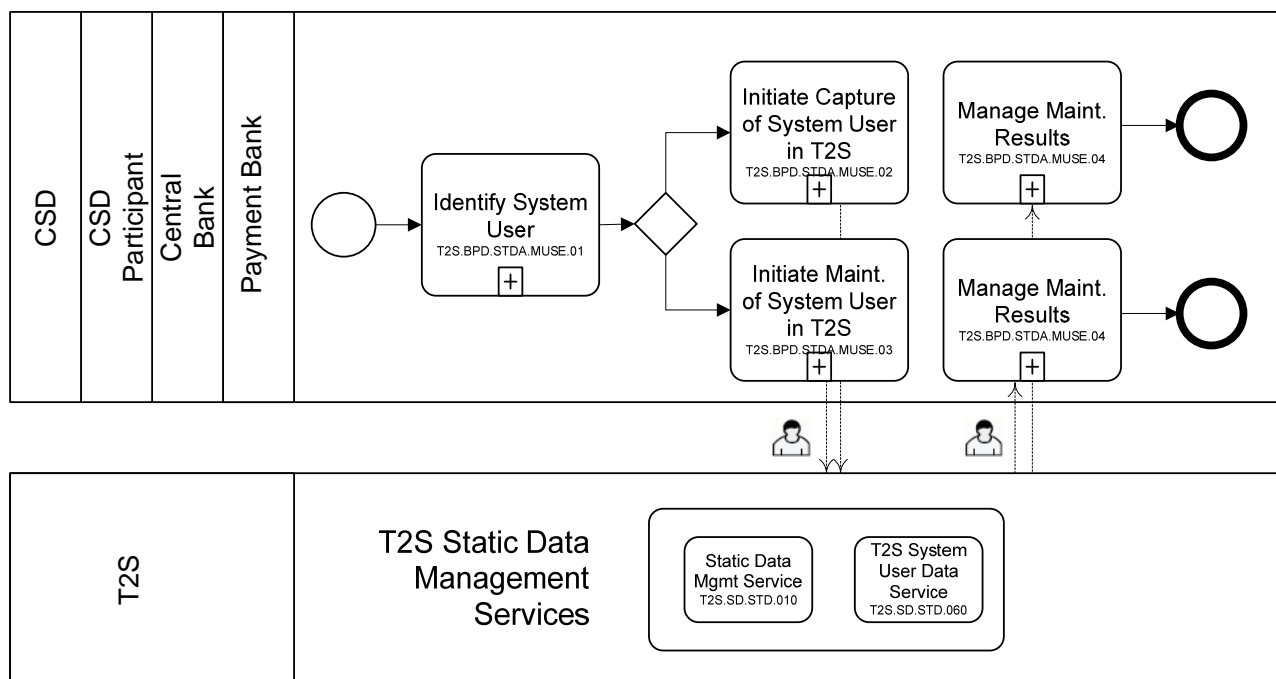 CSD
CSD
Participant
Central
Bank
Payment Bank
Identify System
User
T2S.BPD.STDA.MUSE.01
Initiate Capture
of System User
in T2S
T2S.BPD.STDA.MUSE.02
Manage Maint.
Results
T2S.BPD.STDA.MUSE.04
Initiate Maint.
of System User
in T2S
T2S.BPD.STDA.MUSE.03
Manage Maint.
Results
T2S.BPD.STDA.MUSE.04
T2S
T2S Static Data
Management
Services
Static Data
Mgmt Service
T2S.SD.STD.010
T2S System
User Data
Service
T2S.SD.STD.060